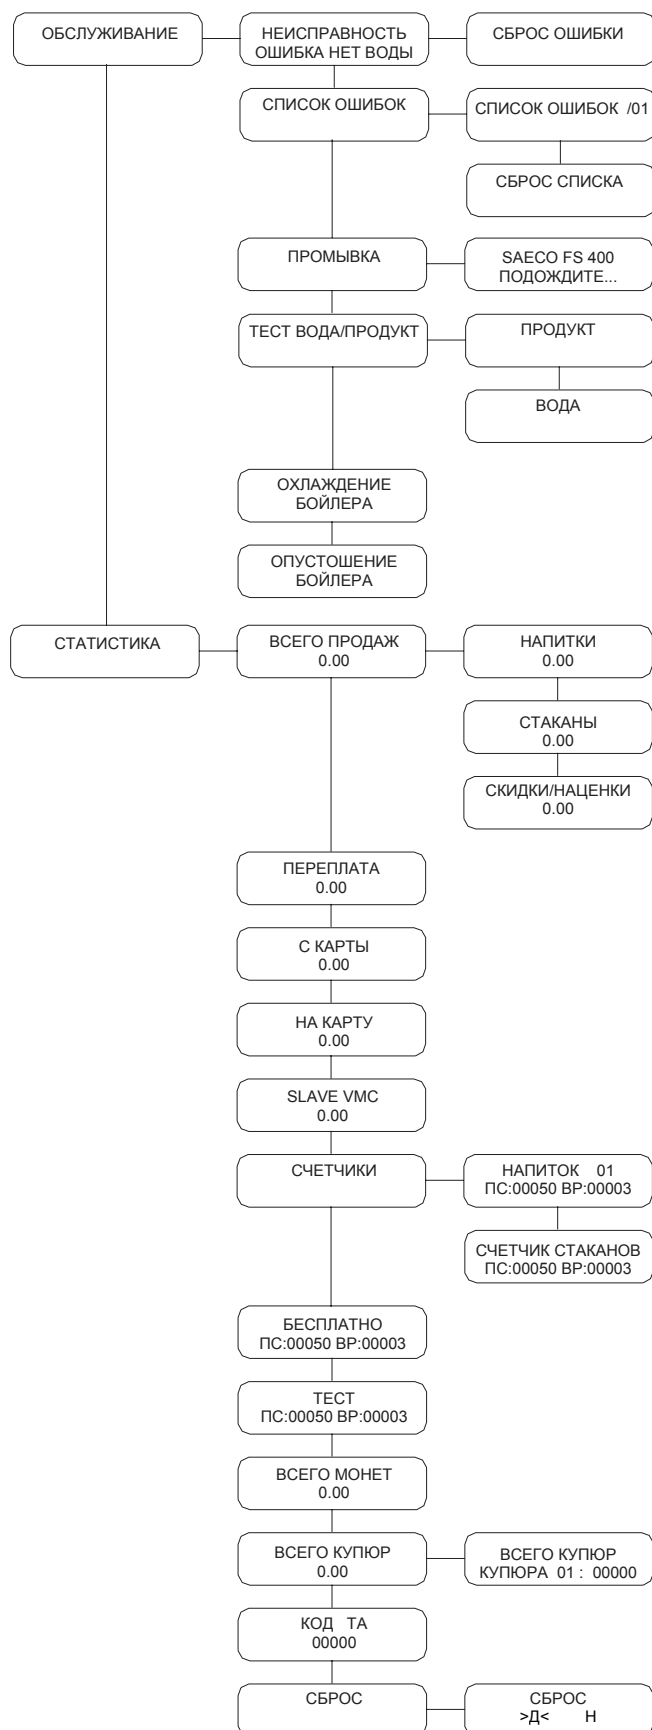 ОБСЛУЖИВАНИЕ
НЕИСПРАВНОСТЬ
ОШИБКА НЕТ ВОДЫ
СБРОС ОШИБКИ
СПИСОК ОШИБОК
СПИСОК ОШИБОК /01
СБРОС СПИСКА
ПРОМЫВКА
SAECO FS 400
ПОДОЖДИТЕ...
ТЕСТ ВОДА/ПРОДУКТ
ПРОДУКТ
ВОДА
ОХЛАЖДЕНИЕ
БОЙЛЕРА
ОПУСТОШЕНИЕ
БОЙЛЕРА
СТАТИСТИКА
ВСЕГО ПРОДАЖ
0.00
НАПИТКИ
0.00
СТАКАНЫ
0.00
СКИДКИ/НАЦЕНКИ
0.00
ПЕРЕПЛАТА
0.00
С КАРТЫ
0.00
НА КАРТУ
0.00
SLAVE VMC
0.00
СЧЕТЧИКИ
НАПИТОК 01
ПС:00050 ВР:00003
СЧЕТЧИК СТАКАНОВ
ПС:00050 ВР:00003
БЕСПЛАТНО
ПС:00050 ВР:00003
ТЕСТ
ПС:00050 ВР:00003
ВСЕГО МОНЕТ
0.00
ВСЕГО КУПЮР
0.00
ВСЕГО КУПЮР
КУПЮРА 01 : 00000
КОД ТА
00000
СБРОС
СБРОС
>Д< Н